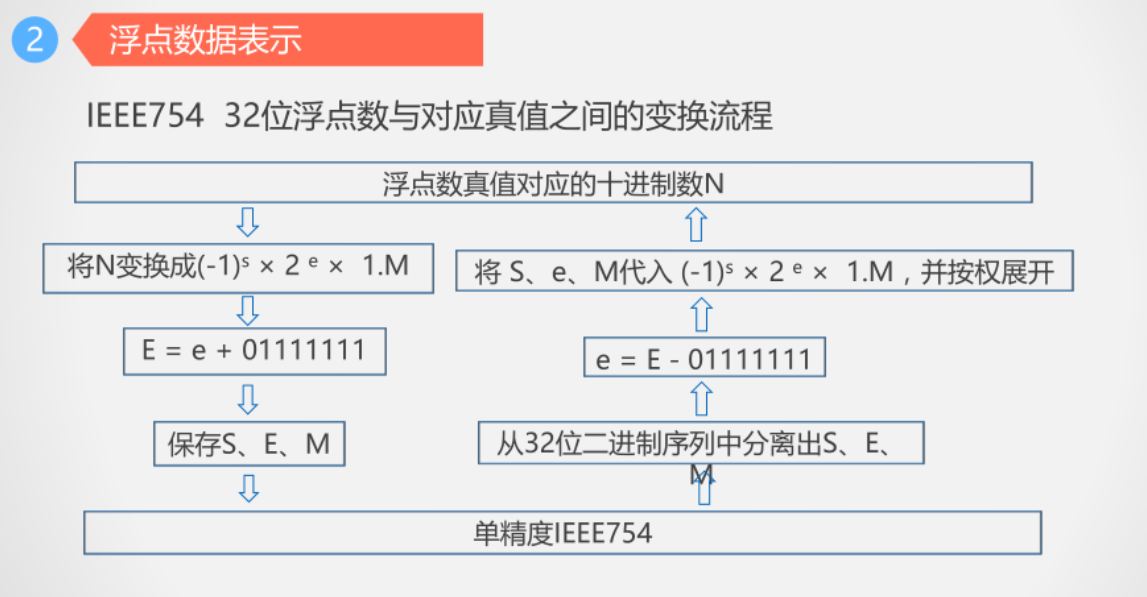 2
浮点数据表示
IEEE754 32位浮点数与对应真值之间的变换流程
浮点数真值对应的十进制数N
将N变换成(-1)ˢ × 2 ᵉ × 1.M
E = e + 01111111
保存S、E、M
将 S、e、M代入 (-1)ˢ × 2 ᵉ × 1.M，并按权展开
e = E - 01111111
从32位二进制序列中分离出S、E、
M
单精度IEEE754